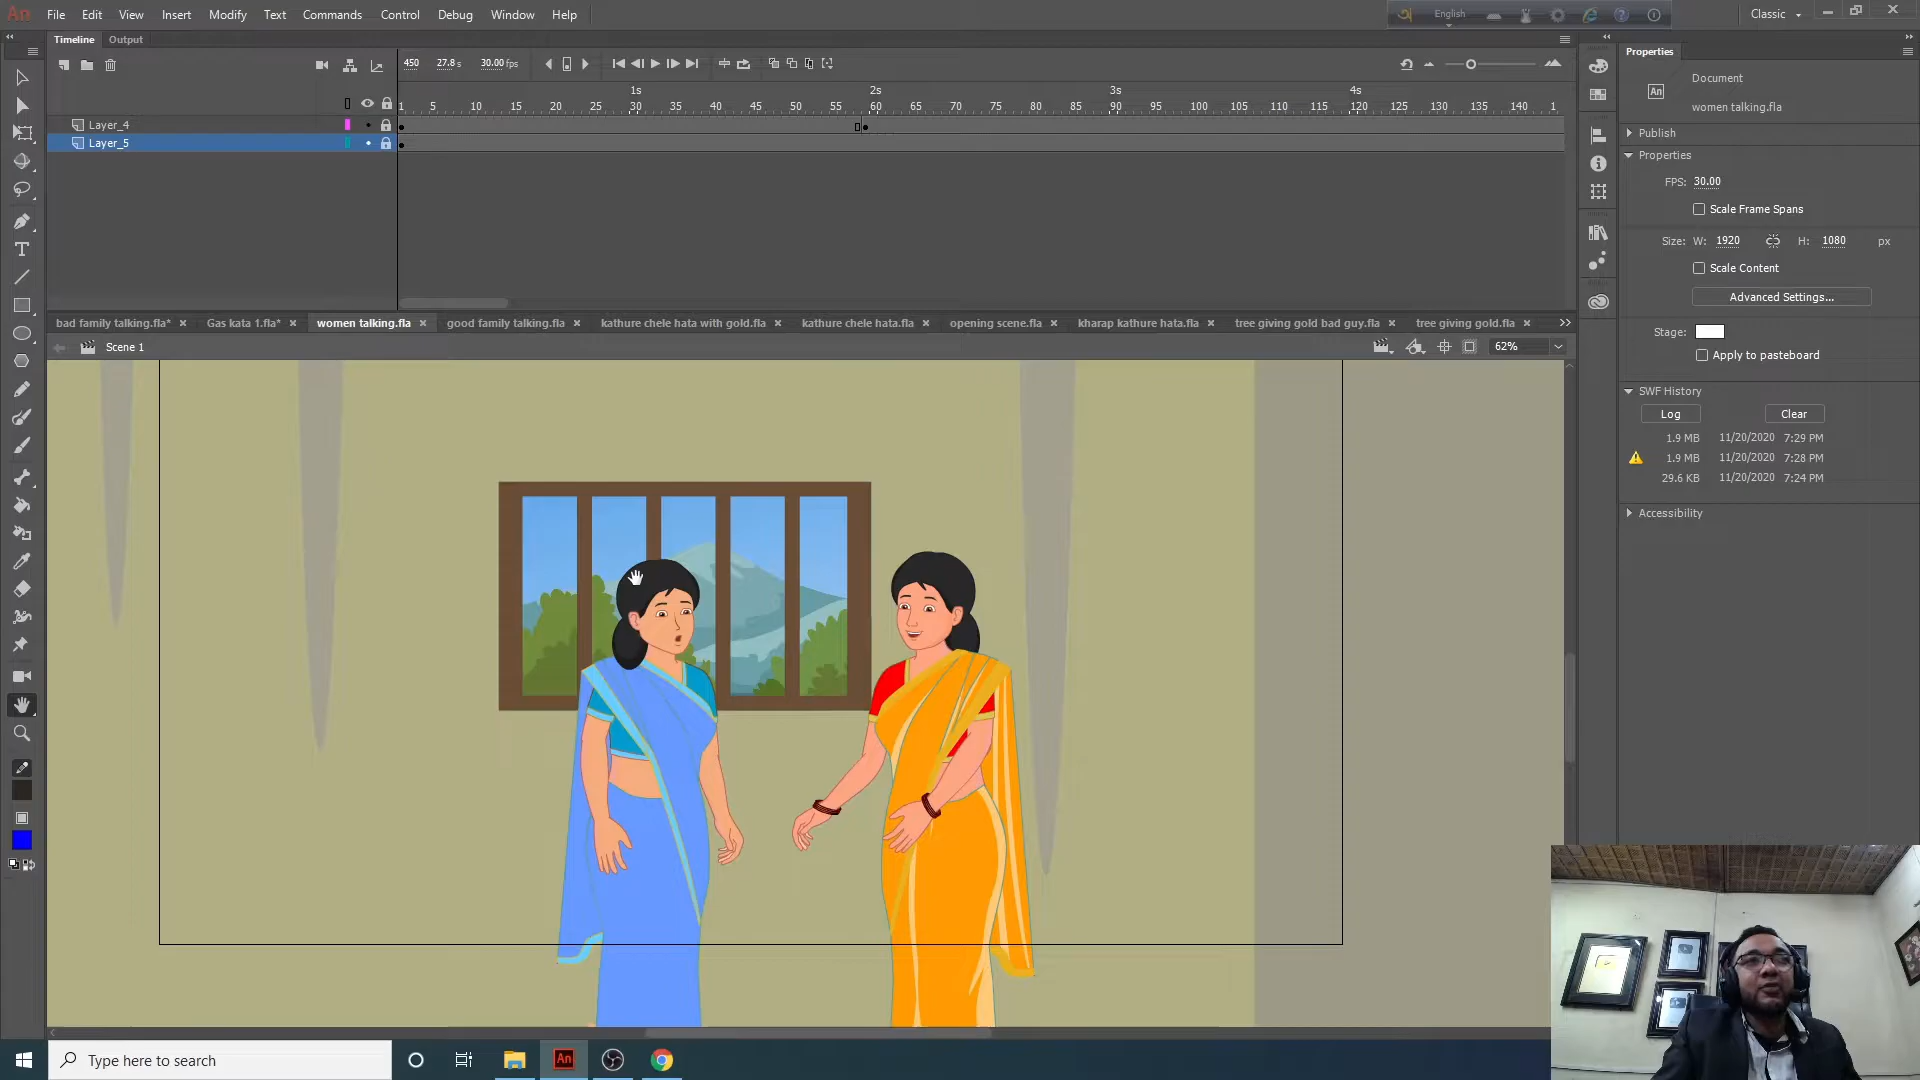 An File Edit View Insert Modify Text Commands Control Debug Window Help English Classic
Timeline Output
450 27.8 s 30.00 fps
1s 2s 3s 4s
1 5 10 15 20 25 30 35 40 45 50 55 60 65 70 75 80 85 90 95 100 105 110 115 120 125 130 135 140 1
Layer_4
Layer_5
bad family talking.fla* Gas kata 1.fla* women talking.fla good family talking.fla kathure chele hata with gold.fla kathure chele hata.fla opening scene.fla kharap kathure hata.fla tree giving gold bad guy.fla tree giving gold.fla
Scene 1 62%
Properties
An Document
women talking.fla
Publish
Properties
FPS: 30.00
Scale Frame Spans
Size: W: 1920 H: 1080 px
Scale Content
Advanced Settings...
Stage:
Apply to pasteboard
SWF History
Log Clear
1.9 MB 11/20/2020 7:29 PM
1.9 MB 11/20/2020 7:28 PM
29.6 KB 11/20/2020 7:24 PM
Accessibility
Type here to search An